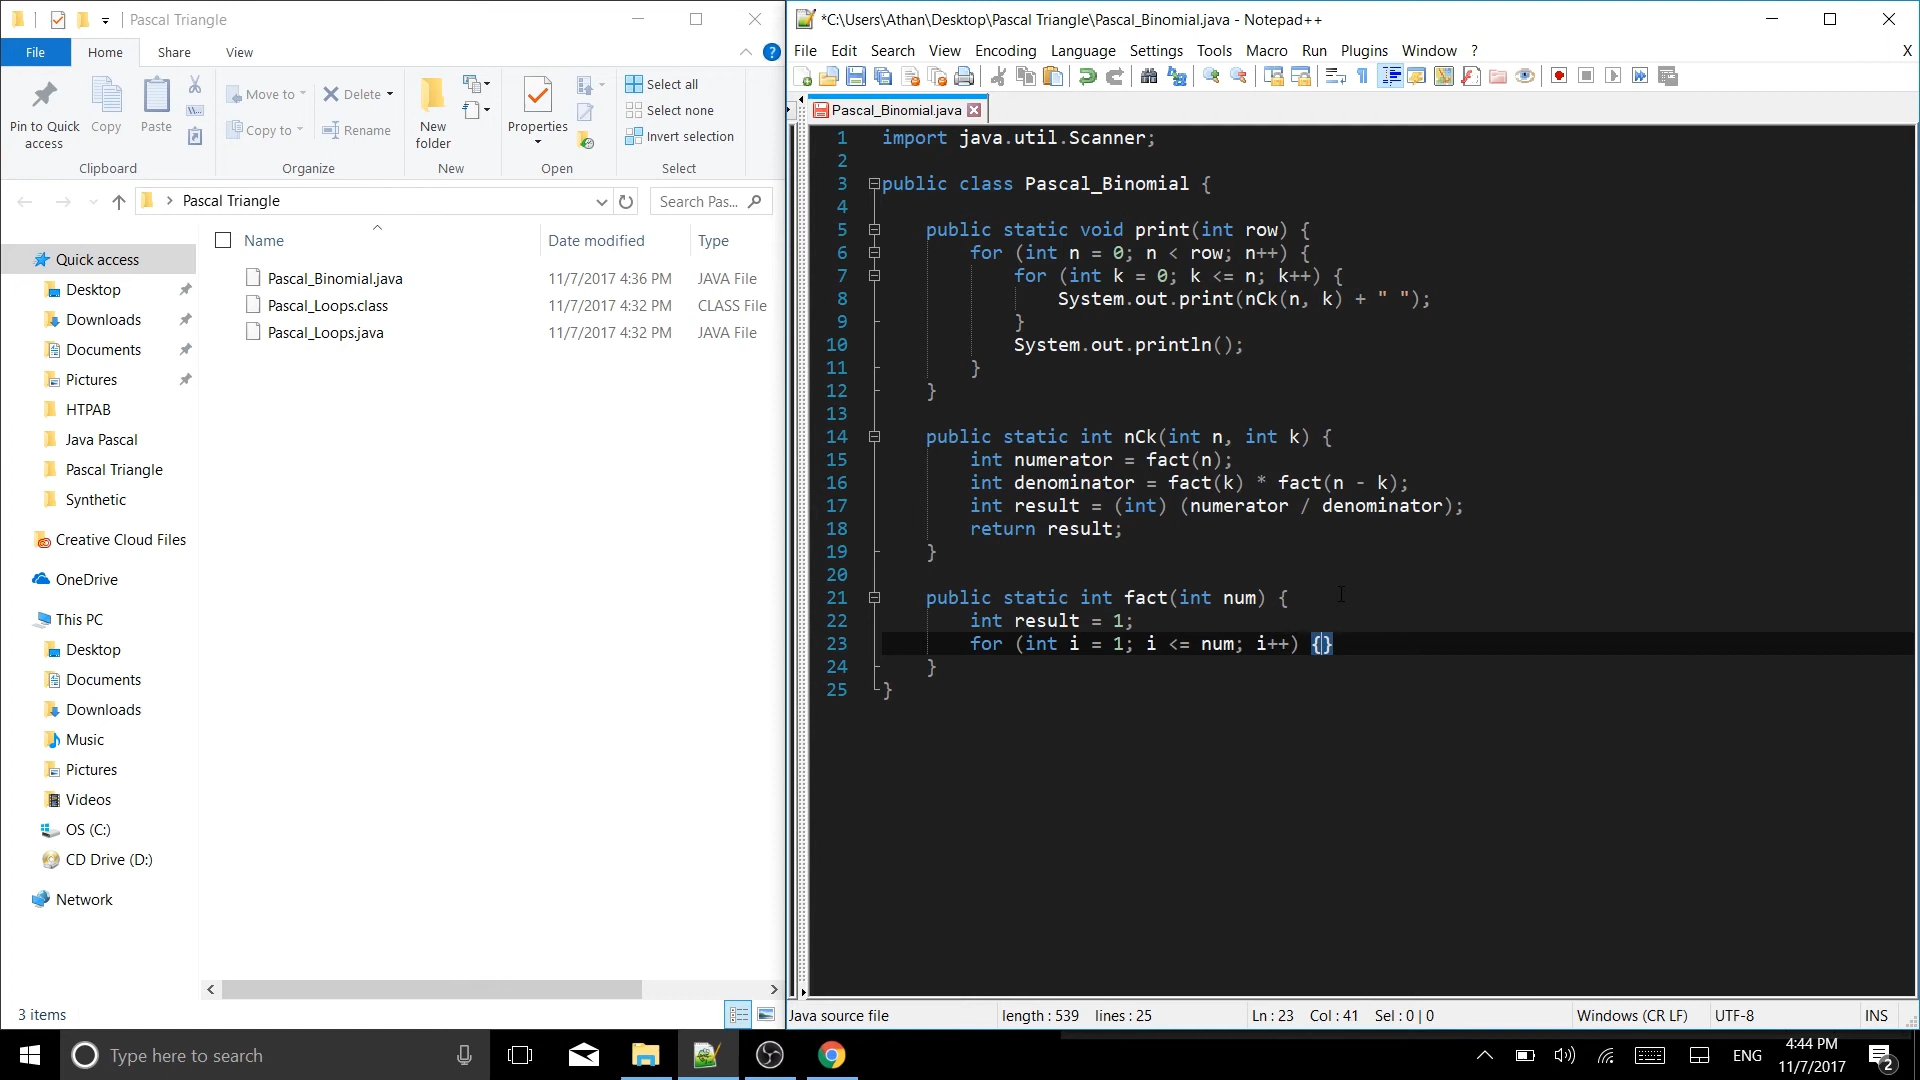 Pascal Triangle
File Home Share View
Pin to Quick access
Copy
Paste
Clipboard
Move to
Copy to
Delete
Rename
Organize
New folder
New
Properties
Open
Select all
Select none
Invert selection
Select
Pascal Triangle
Search Pas...
Name Date modified Type
Pascal_Binomial.java 11/7/2017 4:36 PM JAVA File
Pascal_Loops.class 11/7/2017 4:32 PM CLASS File
Pascal_Loops.java 11/7/2017 4:32 PM JAVA File
Quick access
Desktop
Downloads
Documents
Pictures
HTPAB
Java Pascal
Pascal Triangle
Synthetic
Creative Cloud Files
OneDrive
This PC
Desktop
Documents
Downloads
Music
Pictures
Videos
OS (C:)
CD Drive (D:)
Network
3 items
*C:\Users\Athan\Desktop\Pascal Triangle\Pascal_Binomial.java - Notepad++
File Edit Search View Encoding Language Settings Tools Macro Run Plugins Window ? X
Pascal_Binomial.java
1 import java.util.Scanner;
2
3 public class Pascal_Binomial {
4
5 public static void print(int row) {
6 for (int n = 0; n < row; n++) {
7 for (int k = 0; k <= n; k++) {
8 System.out.print(nCk(n, k) + " ");
9 }
10 System.out.println();
11 }
12 }
13
14 public static int nCk(int n, int k) {
15 int numerator = fact(n);
16 int denominator = fact(k) * fact(n - k);
17 int result = (int) (numerator / denominator);
18 return result;
19 }
20
21 public static int fact(int num) {
22 int result = 1;
23 for (int i = 1; i <= num; i++) {}
24 }
25 }
Java source file length : 539 lines : 25 Ln : 23 Col : 41 Sel : 0 | 0 Windows (CR LF) UTF-8 INS
Type here to search
ENG
4:44 PM
11/7/2017
2